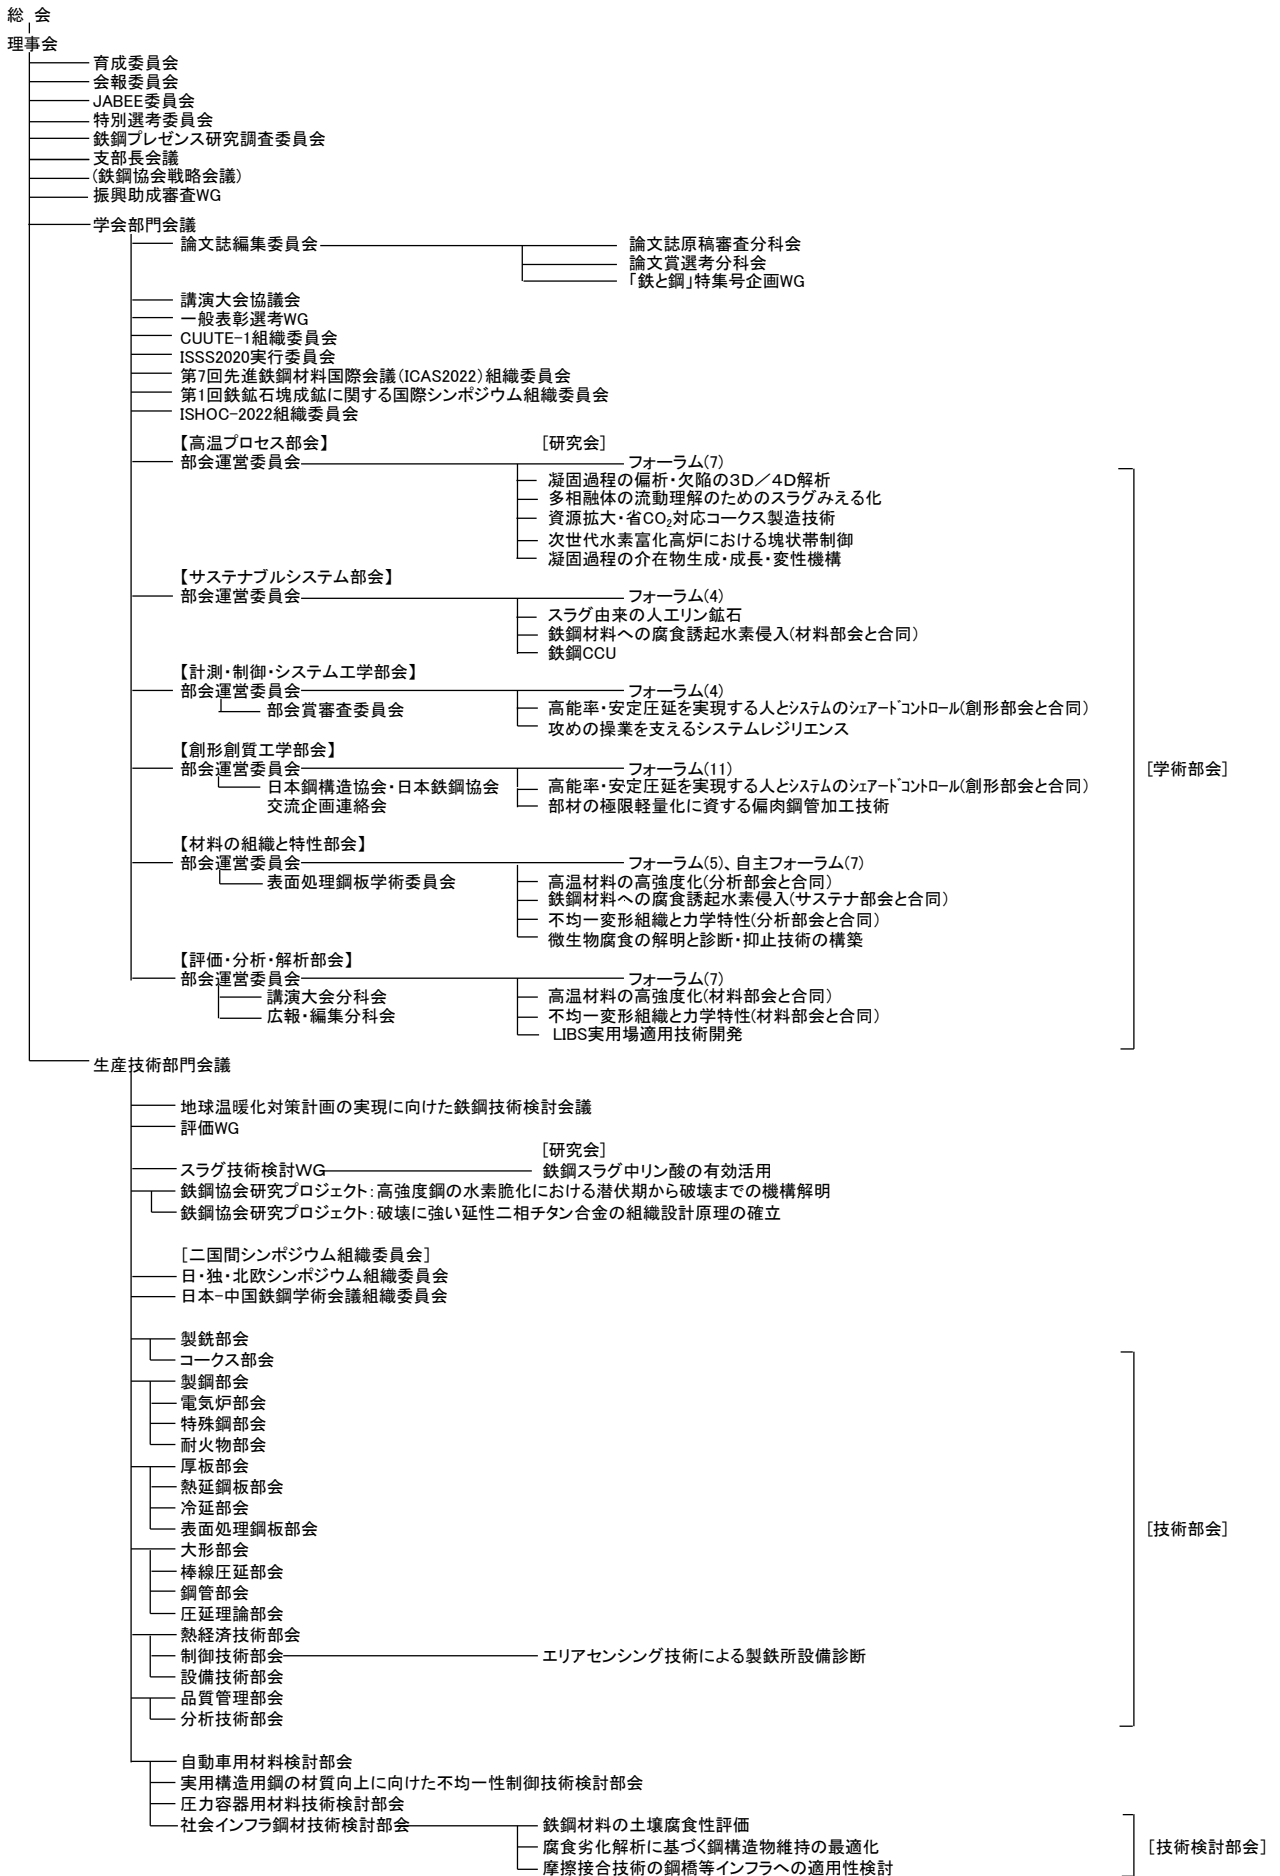 総 会
理事会
育成委員会
会報委員会
JABEE委員会
特別選考委員会
鉄鋼プレゼンス研究調査委員会
支部長会議
(鉄鋼協会戦略会議)
振興助成審査WG
学会部門会議
論文誌編集委員会 論文誌原稿審査分科会
論文賞選考分科会
「鉄と鋼」特集号企画WG
講演大会協議会
一般表彰選考WG
CUUTE-1組織委員会
ISSS2020実行委員会
第7回先進鉄鋼材料国際会議(ICAS2022)組織委員会
第1回鉄鉱石塊成鉱に関する国際シンポジウム組織委員会
ISHOC-2022組織委員会
【高温プロセス部会】 [研究会]
部会運営委員会 フォーラム(7)
凝固過程の偏析・欠陥の3D/4D解析
多相融体の流動理解のためのスラグみえる化
資源拡大・省CO₂対応コークス製造技術
次世代水素富化高炉における塊状帯制御
凝固過程の介在物生成・成長・変性機構
【サステナブルシステム部会】
部会運営委員会 フォーラム(4)
スラグ由来の人工リン鉱石
鉄鋼材料への腐食誘起水素侵入(材料部会と合同)
鉄鋼CCU
【計測・制御・システム工学部会】
部会運営委員会 フォーラム(4)
部会賞審査委員会 高能率・安定圧延を実現する人とシステムのシェアードコントロール(創形部会と合同)
攻めの操業を支えるシステムレジリエンス
【創形創質工学部会】
部会運営委員会 フォーラム(11) [学術部会]
日本鋼構造協会・日本鉄鋼協会 高能率・安定圧延を実現する人とシステムのシェアードコントロール(創形部会と合同)
交流企画連絡会 部材の極限軽量化に資する偏肉鋼管加工技術
【材料の組織と特性部会】
部会運営委員会 フォーラム(5)、自主フォーラム(7)
表面処理鋼板学術委員会 高温材料の高強度化(分析部会と合同)
鉄鋼材料への腐食誘起水素侵入(サステナ部会と合同)
不均一変形組織と力学特性(分析部会と合同)
微生物腐食の解明と診断・抑止技術の構築
【評価・分析・解析部会】
部会運営委員会 フォーラム(7)
講演大会分科会 高温材料の高強度化(材料部会と合同)
広報・編集分科会 不均一変形組織と力学特性(材料部会と合同)
LIBS実用場適用技術開発
生産技術部門会議
地球温暖化対策計画の実現に向けた鉄鋼技術検討会議
評価WG
[研究会]
スラグ技術検討WG 鉄鋼スラグ中リン酸の有効活用
鉄鋼協会研究プロジェクト:高強度鋼の水素脆化における潜伏期から破壊までの機構解明
鉄鋼協会研究プロジェクト:破壊に強い延性二相チタン合金の組織設計原理の確立
[二国間シンポジウム組織委員会]
日・独・北欧シンポジウム組織委員会
日本-中国鉄鋼学術会議組織委員会
製銑部会
コークス部会
製鋼部会
電気炉部会
特殊鋼部会
耐火物部会
厚板部会
熱延鋼板部会
冷延部会
表面処理鋼板部会 [技術部会]
大形部会
棒線圧延部会
鋼管部会
圧延理論部会
熱経済技術部会
制御技術部会 エリアセンシング技術による製鉄所設備診断
設備技術部会
品質管理部会
分析技術部会
自動車用材料検討部会
実用構造用鋼の材質向上に向けた不均一性制御技術検討部会
圧力容器用材料技術検討部会
社会インフラ鋼材技術検討部会 鉄鋼材料の土壌腐食性評価
腐食劣化解析に基づく鋼構造物維持の最適化 [技術検討部会]
摩擦接合技術の鋼橋等インフラへの適用性検討